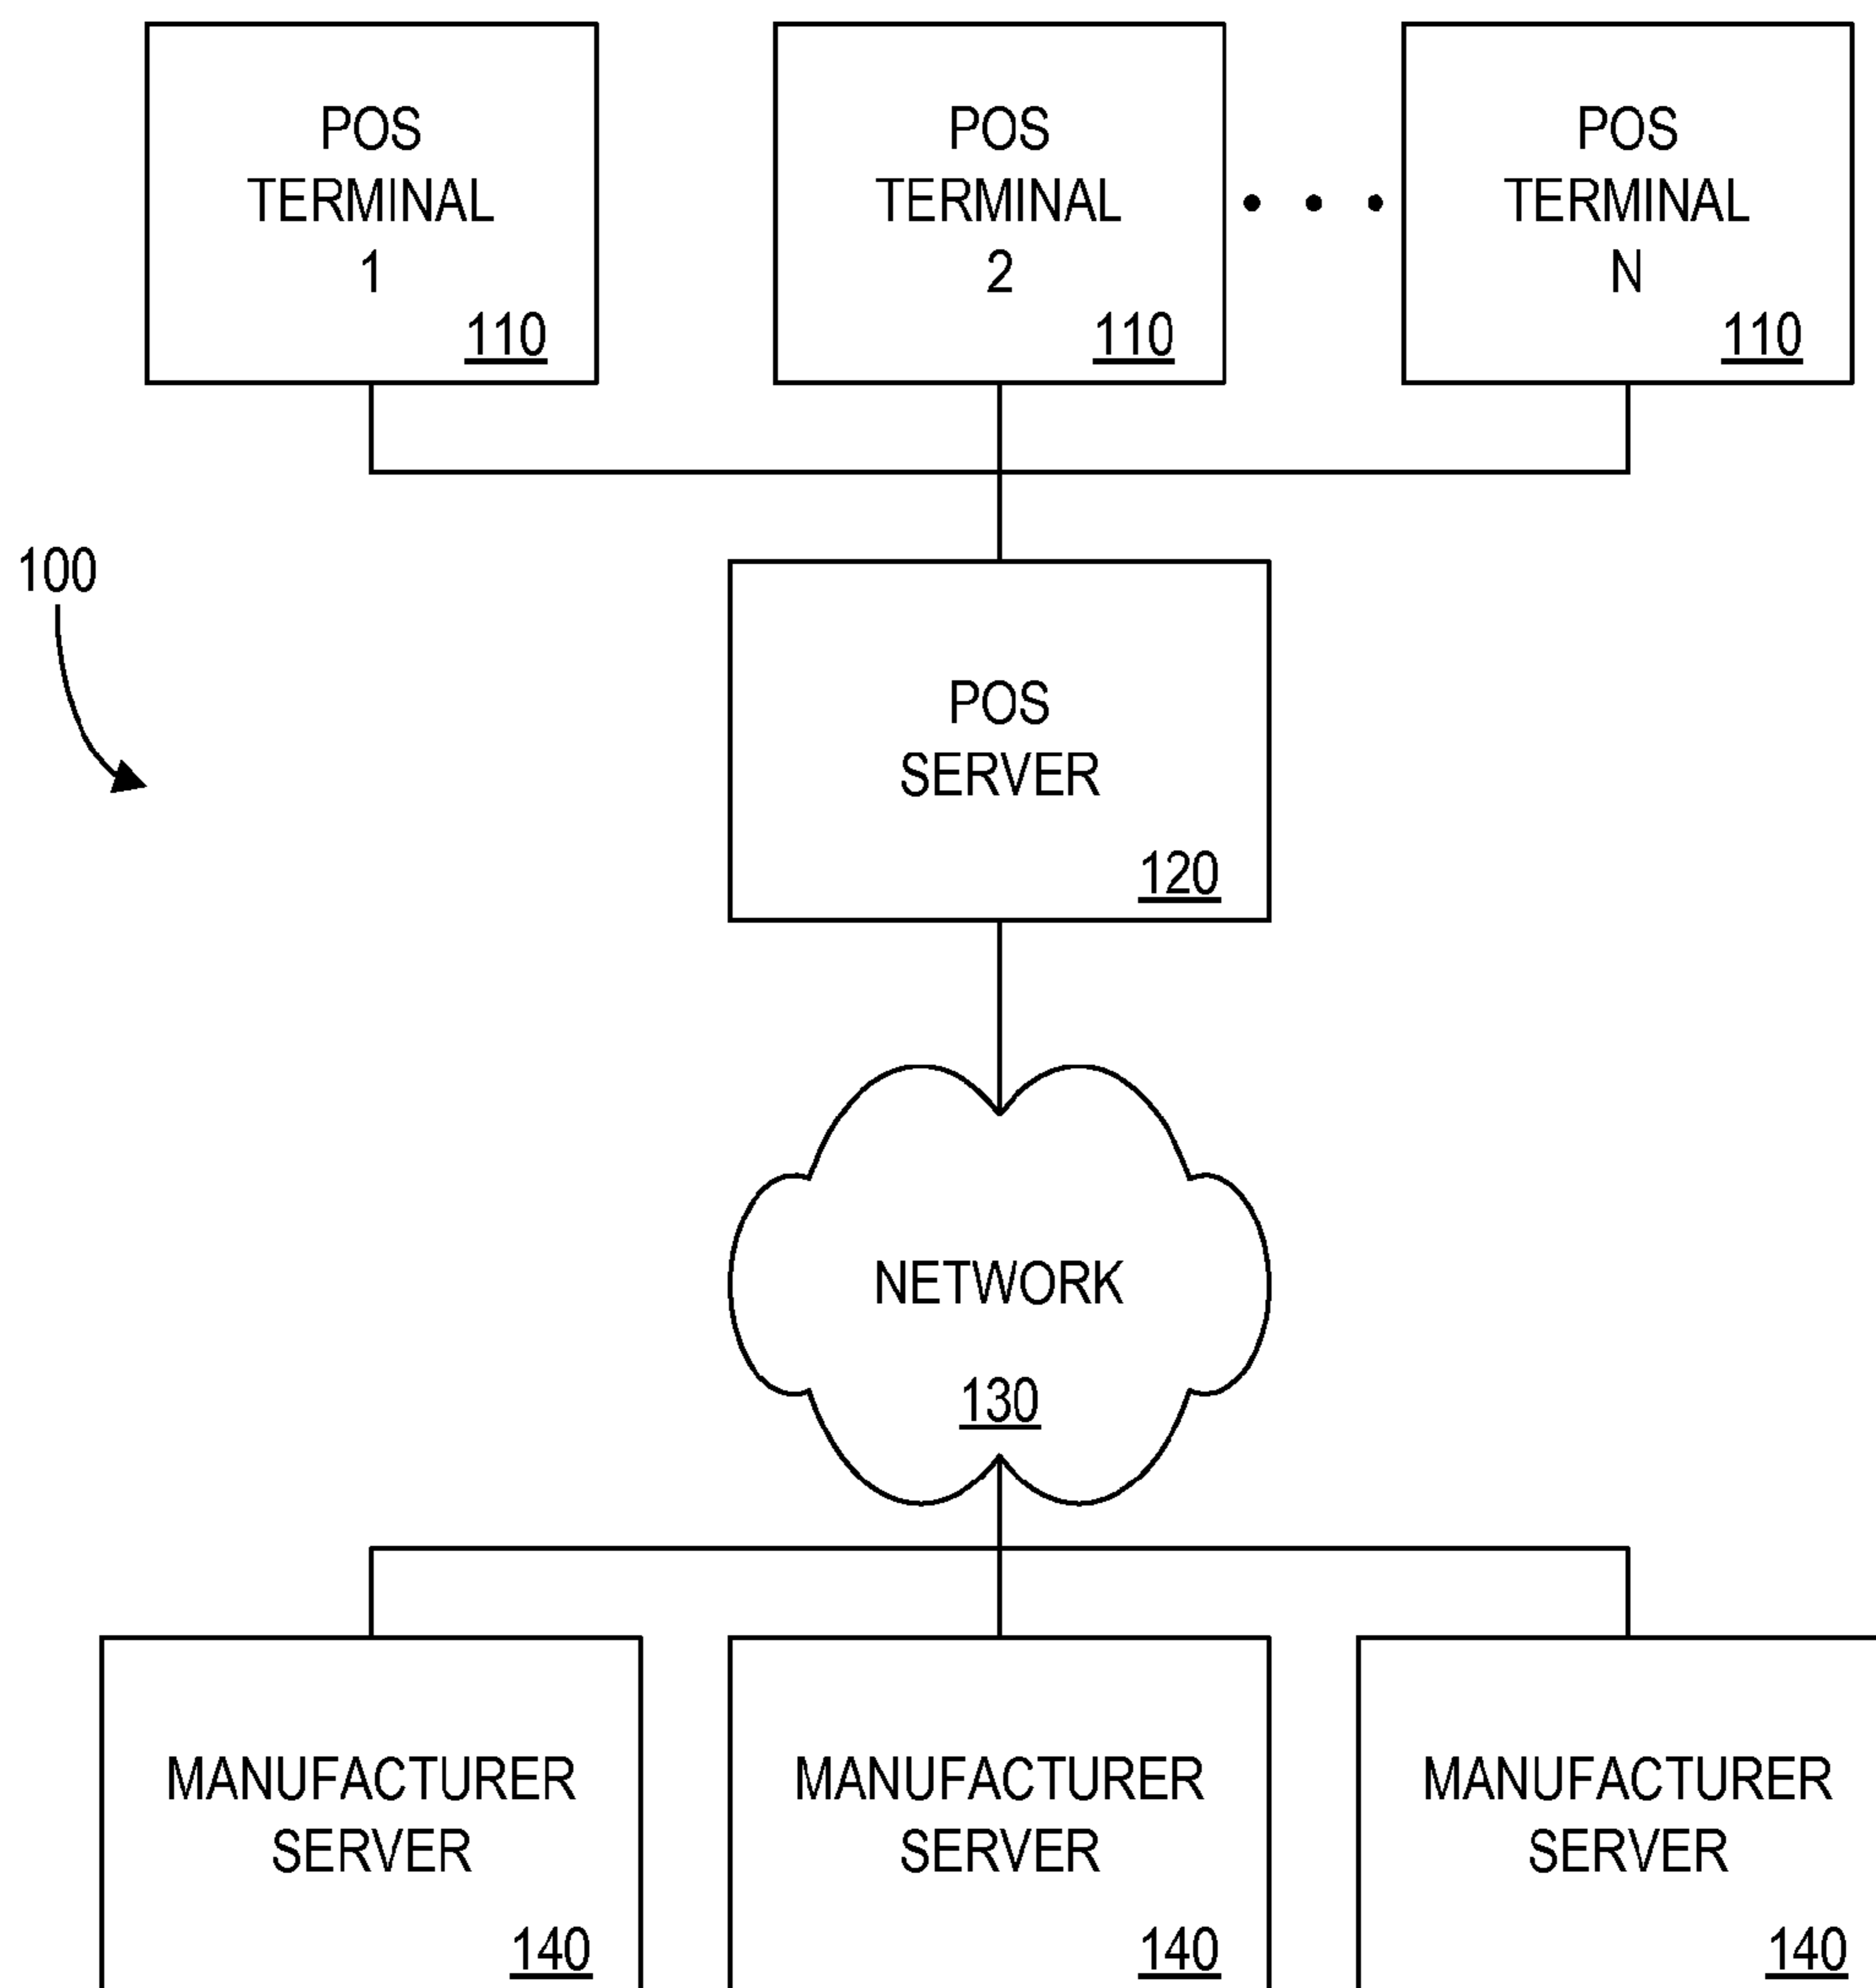 POS
TERMINAL
1
110
POS
TERMINAL
2
110
POS
TERMINAL
N
110
100
POS
SERVER
120
NETWORK
130
MANUFACTURER
SERVER
140
MANUFACTURER
SERVER
140
MANUFACTURER
SERVER
140